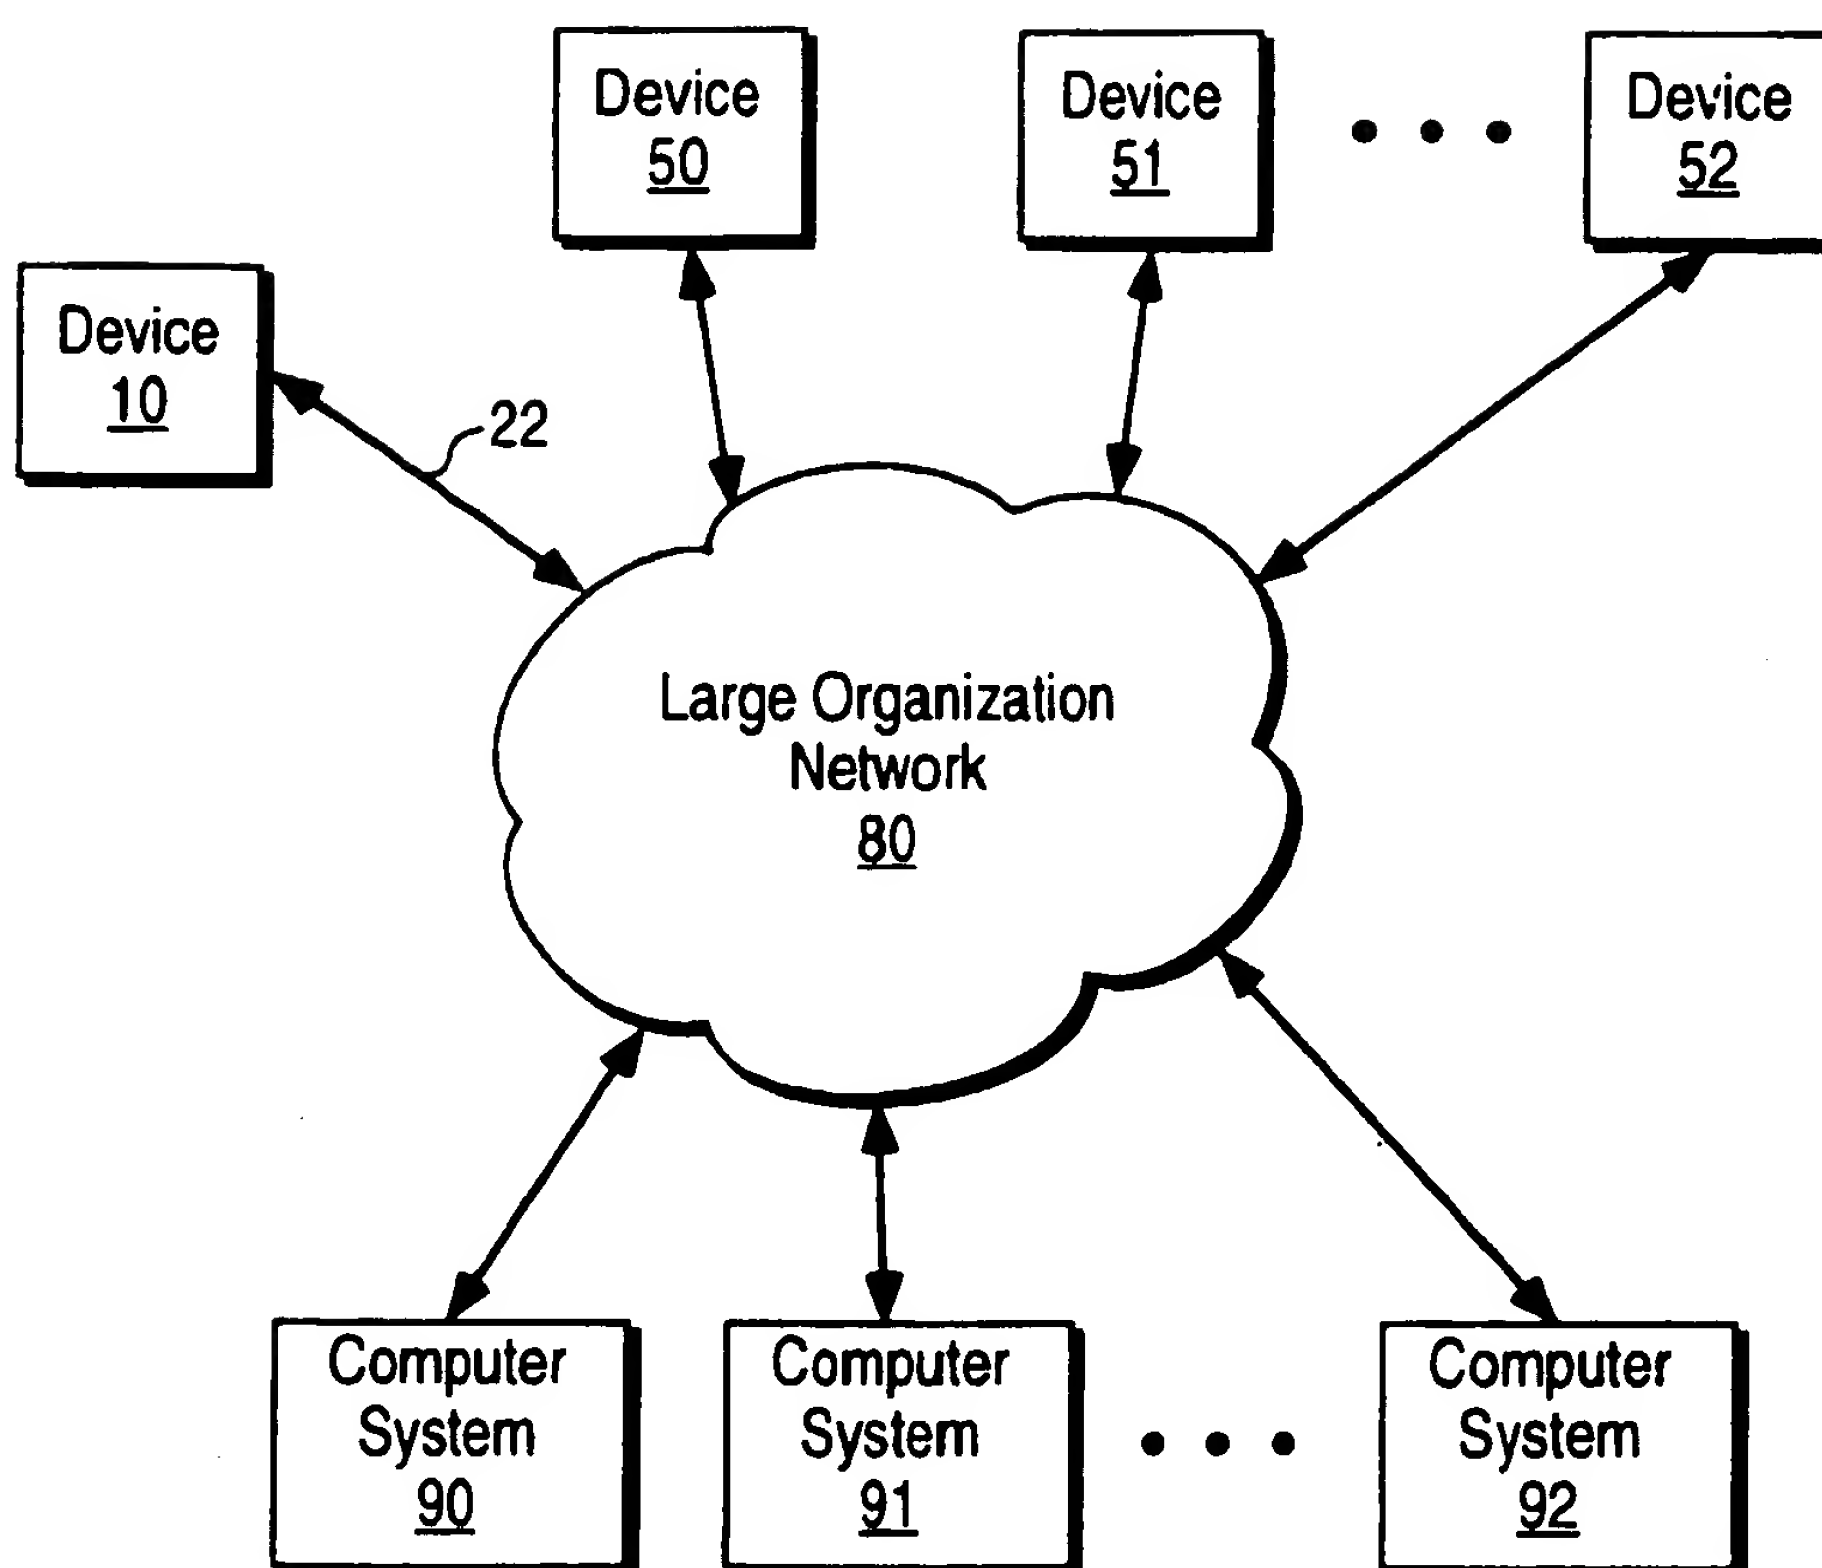 Device
50
Device
51
Device
52
Device
10
22
Large Organization
Network
80
Computer
System
90
Computer
System
91
Computer
System
92